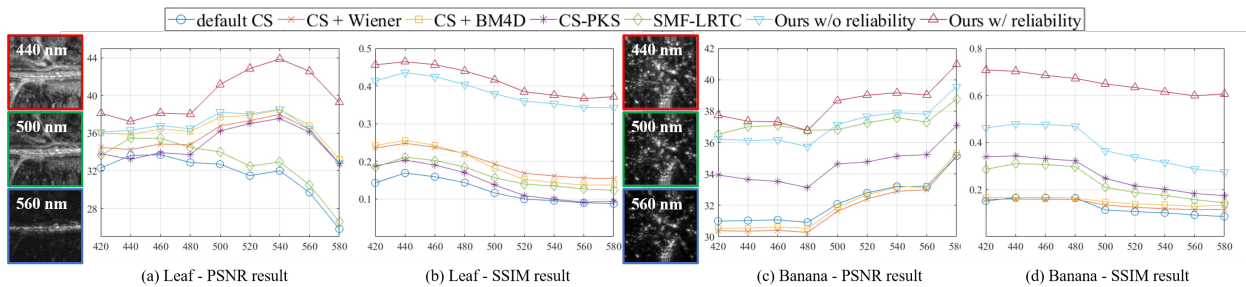 default CS CS + Wiener CS + BM4D CS-PKS SMF-LRTC Ours w/o reliability Ours w/ reliability
440 nm
500 nm
560 nm
44
40
36
32
28
420 440 460 480 500 520 540 560 580
(a) Leaf - PSNR result
0.5
0.4
0.3
0.2
0.1
420 440 460 480 500 520 540 560 580
(b) Leaf - SSIM result
440 nm
500 nm
560 nm
42
40
38
36
34
32
30
420 440 460 480 500 520 540 560 580
(c) Banana - PSNR result
0.8
0.6
0.4
0.2
0
420 440 460 480 500 520 540 560 580
(d) Banana - SSIM result